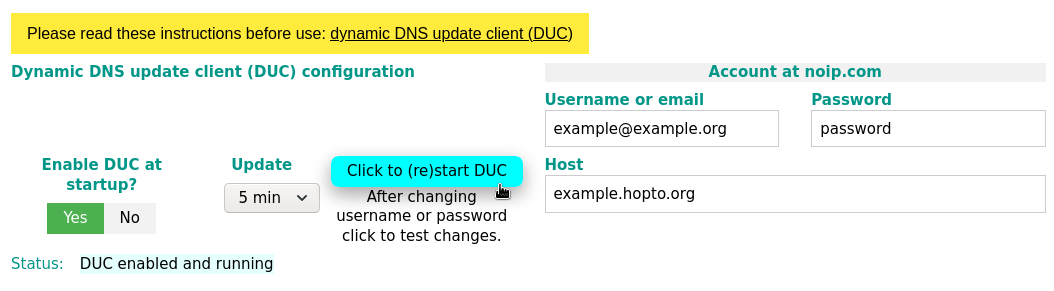 Please read these instructions before use: dynamic DNS update client (DUC)
Dynamic DNS update client (DUC) configuration
Account at noip.com
Username or email
Password
example@example.org
password
Enable DUC at
startup?
Update
Click to (re)start DUC
Host
5 min
After changing
username or password
click to test changes.
example.hopto.org
Yes
No
Status: DUC enabled and running